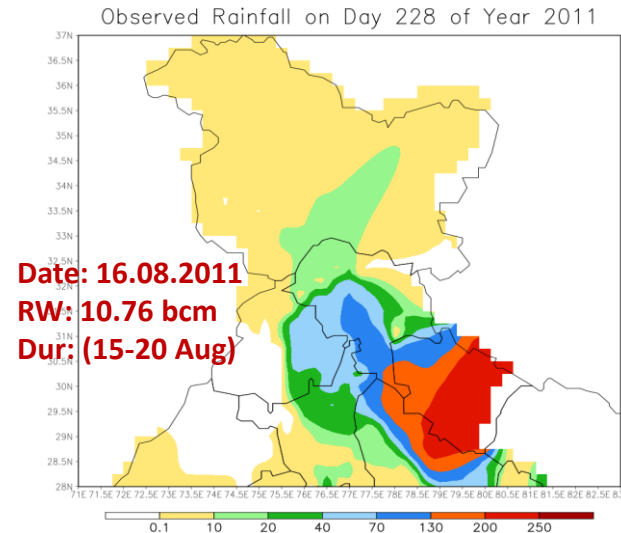 Observed Rainfall on Day 228 of Year 2011
37N
36.5N
36N
35.5N
35N
34.5N
34N
33.5N
33N
32.5N
Date: 16.08.2011
32N
RW: 10.76 bcm
31.5N
31N
Dur: (15-20 Aug)
30.5N
30N
29.5N
29N
28.5N
28N
71E 71.5E 72E 72.5E 73E 73.5E 74E 74.5E 75E 75.5E 76E 76.5E 77E 77.5E 78E 78.5E 79E 79.5E 80E 80.5E 81E 81.5E 82E 82.5E 83
0.1 10 20 40 70 130 200 250